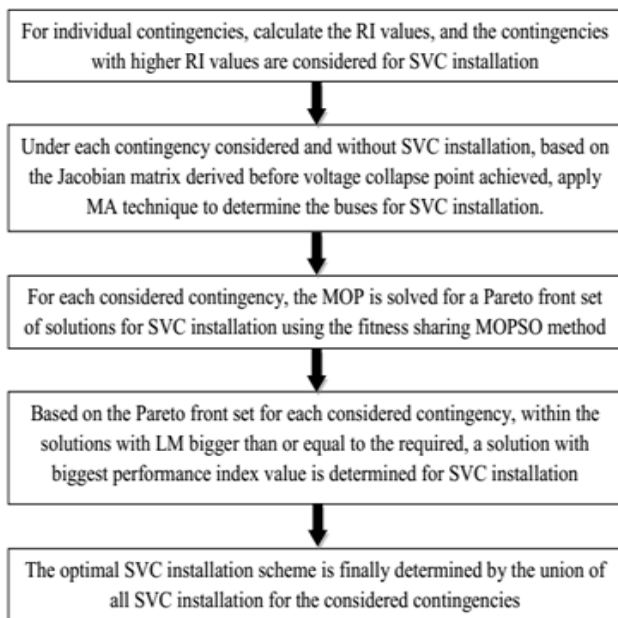 For individual contingencies, calculate the RI values, and the contingencies
with higher RI values are considered for SVC installation
Under each contingency considered and without SVC installation, based on
the Jacobian matrix derived before voltage collapse point achieved, apply
MA technique to determine the buses for SVC installation.
For each considered contingency, the MOP is solved for a Pareto front set
of solutions for SVC installation using the fitness sharing MOPSO method
Based on the Pareto front set for each considered contingency, within the
solutions with LM bigger than or equal to the required, a solution with
biggest performance index value is determined for SVC installation
The optimal SVC installation scheme is finally determined by the union of
all SVC installation for the considered contingencies